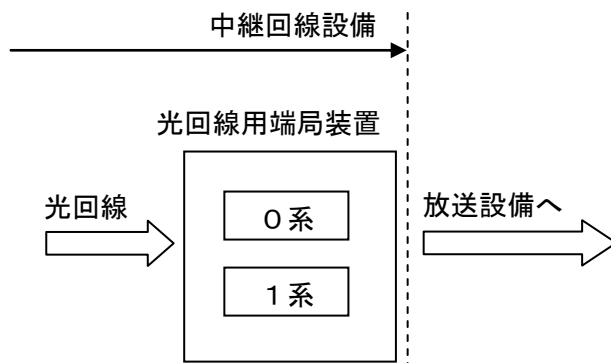 中継回線設備
光回線用端局装置
光回線
０系
１系
放送設備へ